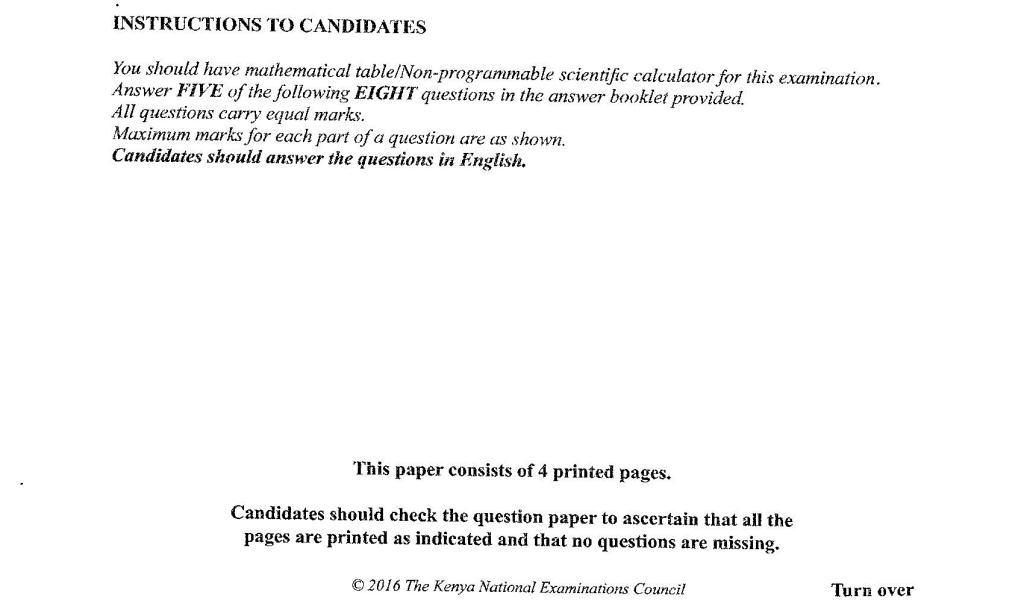 INSTRUCTIONS TO CANDIDATES
You should have mathematical table/Non-programmable scientific calculator for this examination.
Answer FIVE of the following EIGHT questions in the answer booklet provided.
All questions carry equal marks.
Maximum marks for each part of a question are as shown.
Candidates should answer the questions in English.
This paper consists of 4 printed pages.
Candidates should check the question paper to ascertain that all the
pages are printed as indicated and that no questions are missing.
© 2016 The Kenya National Examinations Council
Turn over